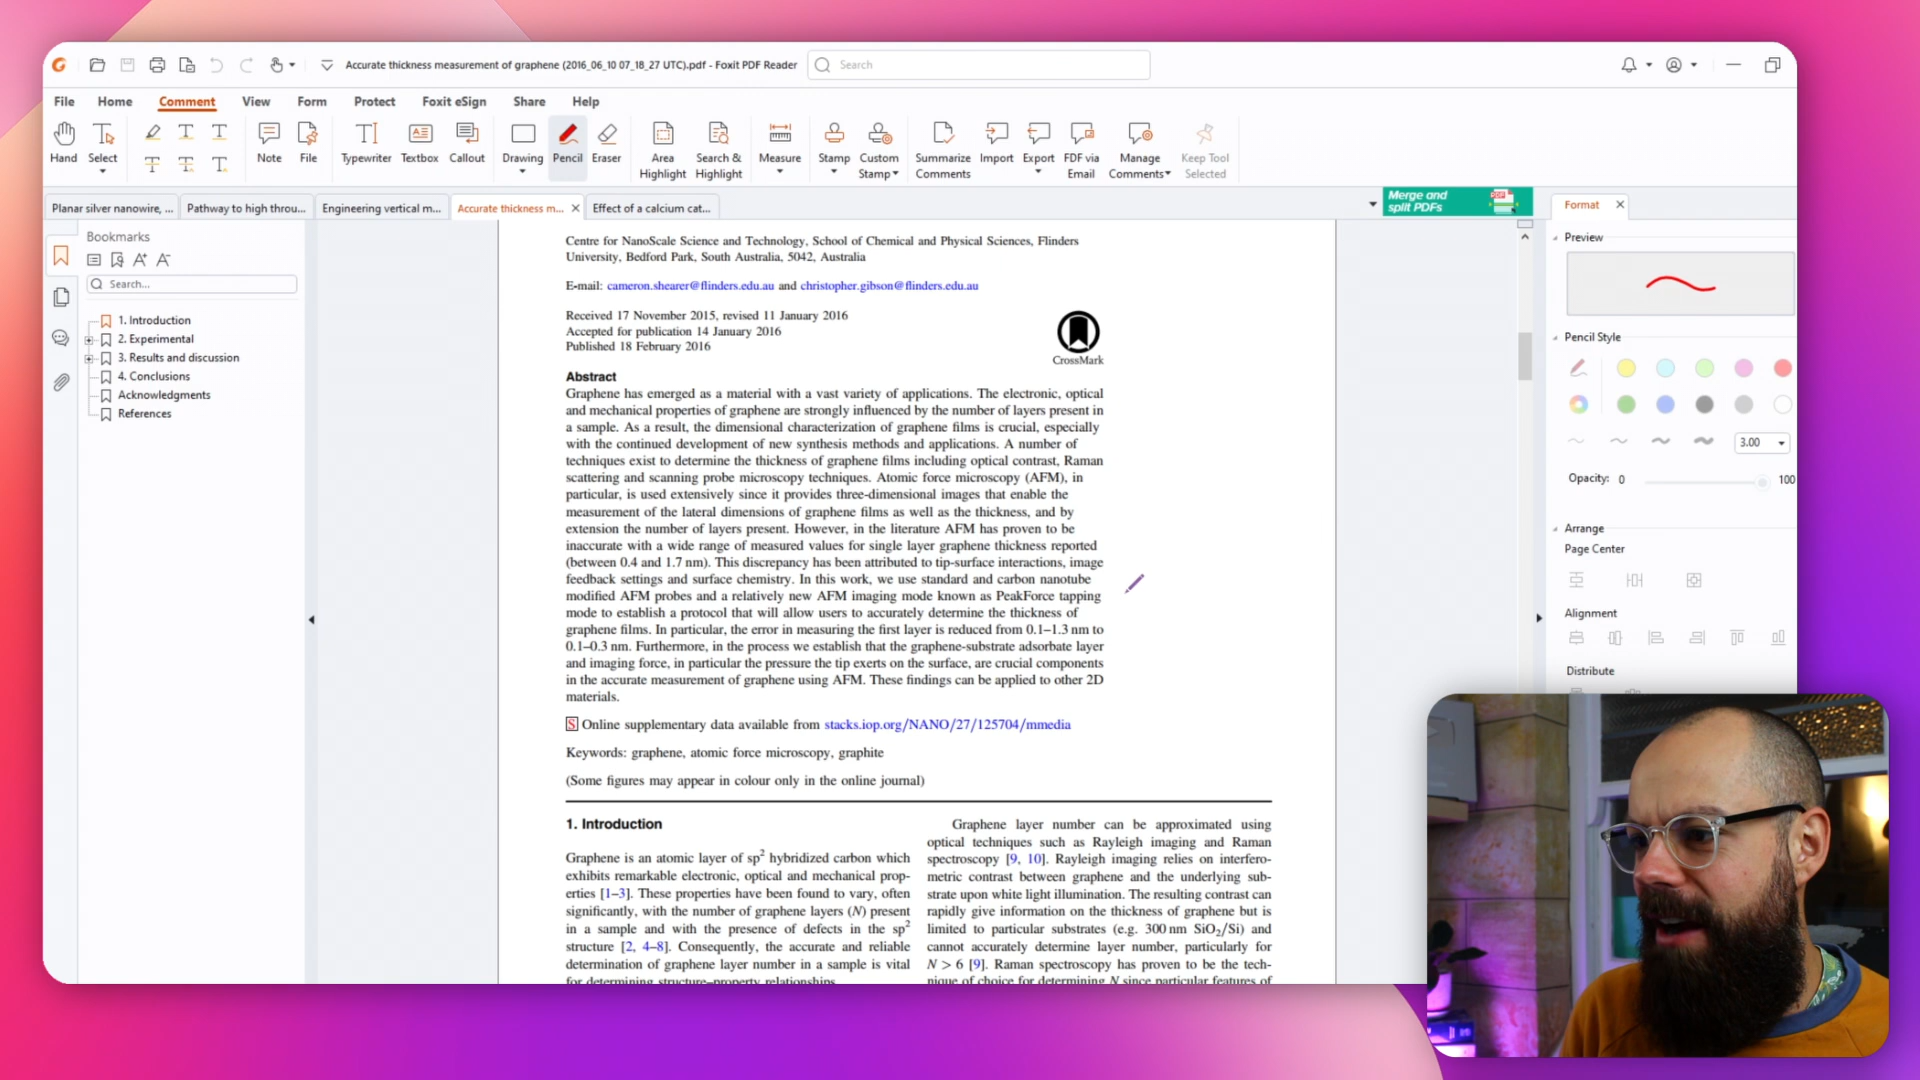 Accurate thickness measurement of graphene (2016_06_10 07_18_27 UTC).pdf - Foxit PDF Reader
Search
File
Home
Comment
View
Form
Protect
Foxit eSign
Share
Help
Hand
Select
Note
File
Typewriter
Textbox
Callout
Drawing
Pencil
Eraser
Area
Highlight
Search &
Highlight
Measure
Stamp
Custom
Stamp
Summarize
Comments
Import
Export
FDF via
Email
Manage
Comments
Keep Tool
Selected
Planar silver nanowire, ...
Pathway to high throu...
Engineering vertical m...
Accurate thickness m...
Effect of a calcium cat...
Merge and
split PDFs
Format
Bookmarks
Search...
1. Introduction
2. Experimental
3. Results and discussion
4. Conclusions
Acknowledgments
References
Centre for NanoScale Science and Technology, School of Chemical and Physical Sciences, Flinders
University, Bedford Park, South Australia, 5042, Australia
E-mail: cameron.shearer@flinders.edu.au and christopher.gibson@flinders.edu.au
Received 17 November 2015, revised 11 January 2016
Accepted for publication 14 January 2016
Published 18 February 2016
CrossMark
Abstract
Graphene has emerged as a material with a vast variety of applications. The electronic, optical
and mechanical properties of graphene are strongly influenced by the number of layers present in
a sample. As a result, the dimensional characterization of graphene films is crucial, especially
with the continued development of new synthesis methods and applications. A number of
techniques exist to determine the thickness of graphene films including optical contrast, Raman
scattering and scanning probe microscopy techniques. Atomic force microscopy (AFM), in
particular, is used extensively since it provides three-dimensional images that enable the
measurement of the lateral dimensions of graphene films as well as the thickness, and by
extension the number of layers present. However, in the literature AFM has proven to be
inaccurate with a wide range of measured values for single layer graphene thickness reported
(between 0.4 and 1.7 nm). This discrepancy has been attributed to tip-surface interactions, image
feedback settings and surface chemistry. In this work, we use standard and carbon nanotube
modified AFM probes and a relatively new AFM imaging mode known as PeakForce tapping
mode to establish a protocol that will allow users to accurately determine the thickness of
graphene films. In particular, the error in measuring the first layer is reduced from 0.1–1.3 nm to
0.1–0.3 nm. Furthermore, in the process we establish that the graphene-substrate adsorbate layer
and imaging force, in particular the pressure the tip exerts on the surface, are crucial components
in the accurate measurement of graphene using AFM. These findings can be applied to other 2D
materials.
S Online supplementary data available from stacks.iop.org/NANO/27/125704/mmedia
Keywords: graphene, atomic force microscopy, graphite
(Some figures may appear in colour only in the online journal)
1. Introduction
Graphene is an atomic layer of sp2 hybridized carbon which
exhibits remarkable electronic, optical and mechanical prop-
erties [1–3]. These properties have been found to vary, often
significantly, with the number of graphene layers (N) present
in a sample and with the presence of defects in the sp2
structure [2, 4–8]. Consequently, the accurate and reliable
determination of graphene layer number in a sample is vital
for determining structure–property relationships.
Graphene layer number can be approximated using
optical techniques such as Rayleigh imaging and Raman
spectroscopy [9, 10]. Rayleigh imaging relies on interfero-
metric contrast between graphene and the underlying sub-
strate upon white light illumination. The resulting contrast can
rapidly give information on the thickness of graphene but is
limited to particular substrates (e.g. 300 nm SiO2/Si) and
cannot accurately determine layer number, particularly for
N > 6 [9]. Raman spectroscopy has proven to be the tech-
nique of choice for determining N since particular features of
Preview
Pencil Style
3.00
Opacity: 0
100
Arrange
Page Center
Alignment
Distribute